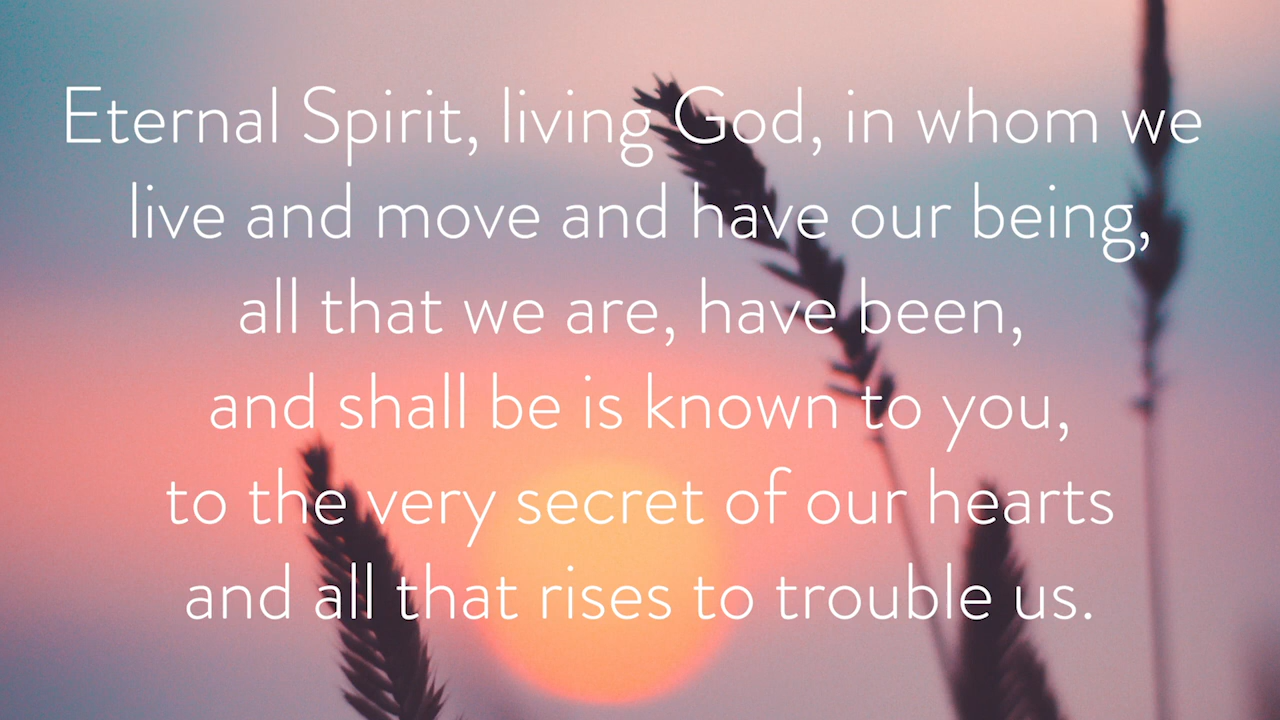 Eternal Spirit, living God, in whom we
live and move and have our being,
all that we are, have been,
and shall be is known to you,
to the very secret of our hearts
and all that rises to trouble us.